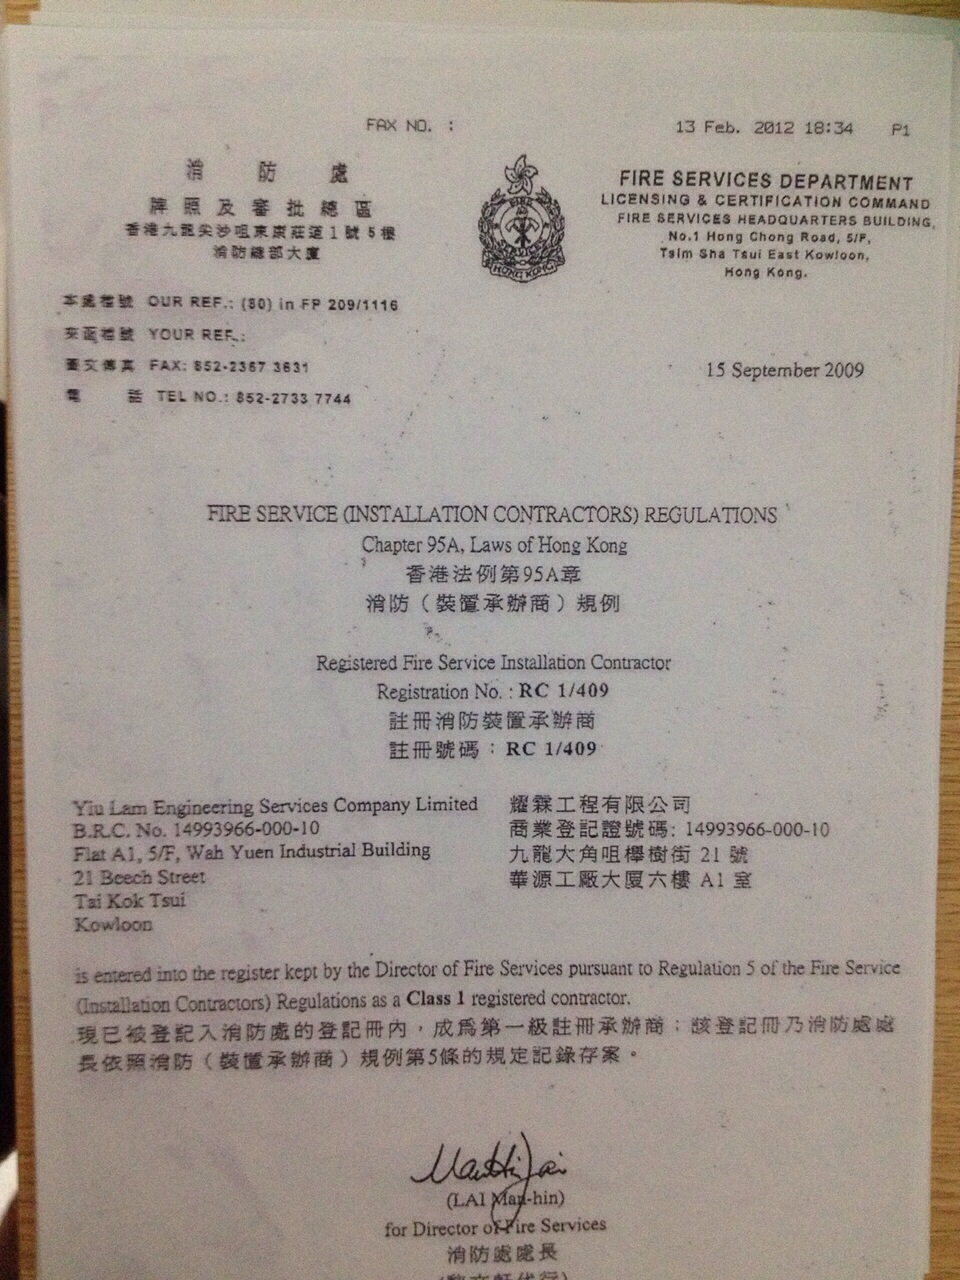 FAX NO. : 13 Feb. 2012 18:34 P1
消 防 處
牌照及審批總區
香港九龍尖沙咀東康莊道1號5樓
消防總部大廈
FIRE
SERVICES
HONG KONG
FIRE SERVICES DEPARTMENT
LICENSING & CERTIFICATION COMMAND
FIRE SERVICES HEADQUARTERS BUILDING,
No.1 Hong Chong Road, 5/F,
Tsim Sha Tsui East Kowloon,
Hong Kong.
本處檔號 OUR REF.: (80) in FP 209/1116
來函檔號 YOUR REF.:
圖文傳真 FAX: 852-2367 3631
電 話 TEL NO.: 852-2733 7744
15 September 2009
FIRE SERVICE (INSTALLATION CONTRACTORS) REGULATIONS
Chapter 95A, Laws of Hong Kong
香港法例第95A章
消防（裝置承辦商）規例
Registered Fire Service Installation Contractor
Registration No. : RC 1/409
註冊消防裝置承辦商
註冊號碼：RC 1/409
Yiu Lam Engineering Services Company Limited
B.R.C. No. 14993966-000-10
Flat A1, 5/F, Wah Yuen Industrial Building
21 Beech Street
Tai Kok Tsui
Kowloon
耀霖工程有限公司
商業登記證號碼: 14993966-000-10
九龍大角咀櫸樹街 21 號
華源工廠大廈六樓 A1 室
is entered into the register kept by the Director of Fire Services pursuant to Regulation 5 of the Fire Service
(Installation Contractors) Regulations as a Class 1 registered contractor.
現已被登記入消防處的登記冊內，成為第一級註冊承辦商；該登記冊乃消防處處
長依照消防（裝置承辦商）規例第5條的規定記錄存案。
(LAI Man-hin)
for Director of Fire Services
消防處處長